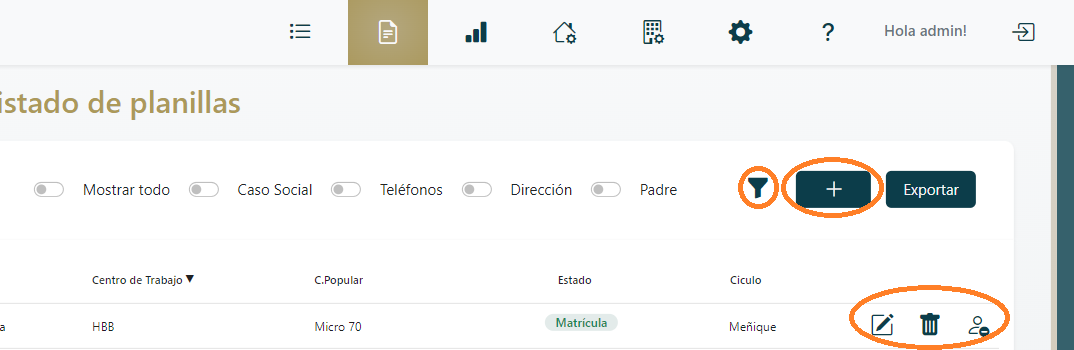 Hola admin!
istado de planillas
Mostrar todo Caso Social Teléfonos Dirección Padre + Exportar
Centro de Trabajo ▼ C.Popular Estado Ciculo
a HBB Micro 70 Matrícula Meñique